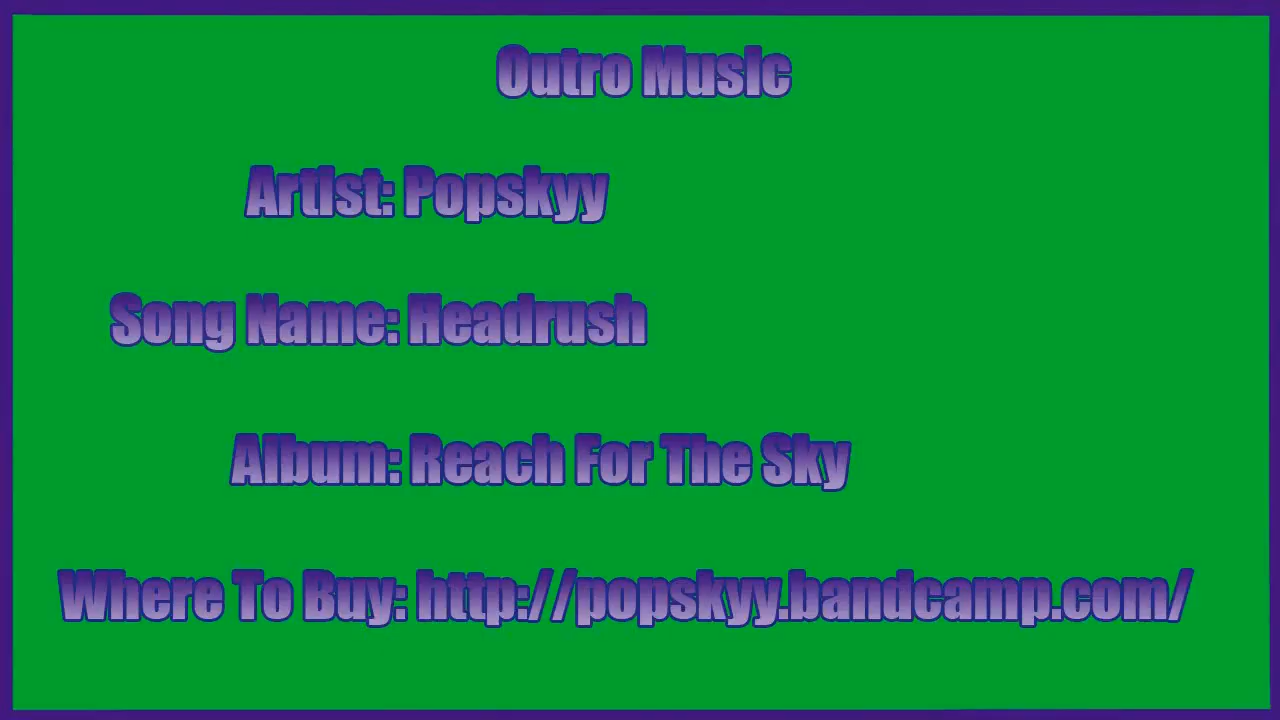 Outro Music
Artist: Popskyy
Song Name: Headrush
Album: Reach For The Sky
Where To Buy: http://popskyy.bandcamp.com/